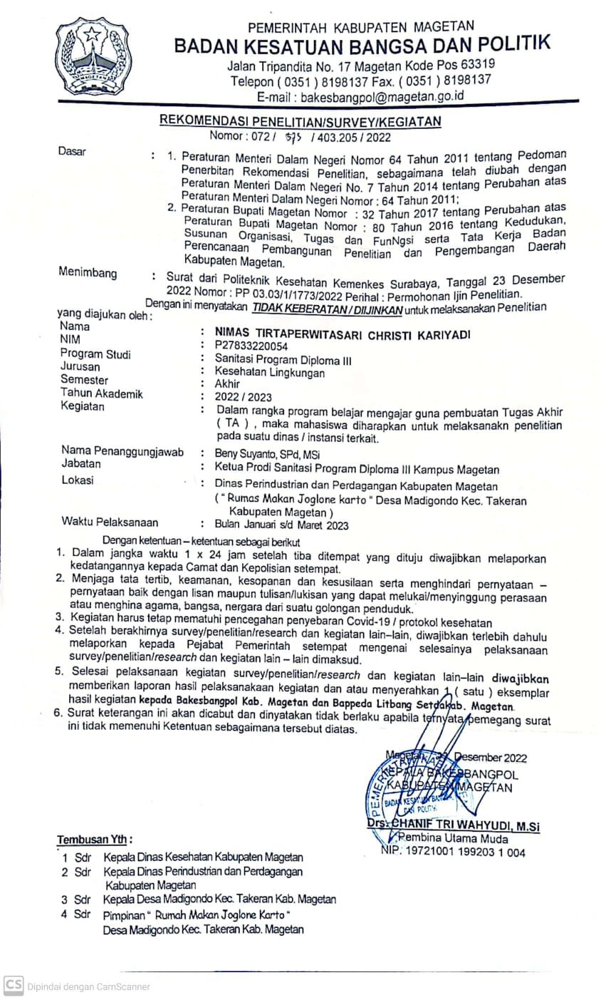 PEMERINTAH KABUPATEN MAGETAN
BADAN KESATUAN BANGSA DAN POLITIK
Jalan Tripandita No. 17 Magetan Kode Pos 63319
Telepon ( 0351 ) 8198137 Fax. ( 0351 ) 8198137
E-mail : bakesbangpol@magetan.go.id
MAGETAN
REKOMENDASI PENELITIAN/SURVEY/KEGIATAN
Nomor : 072 / 575 / 403.205 / 2022
Dasar : 1. Peraturan Menteri Dalam Negeri Nomor 64 Tahun 2011 tentang Pedoman
Penerbitan Rekomendasi Penelitian, sebagaimana telah diubah dengan
Peraturan Menteri Dalam Negeri No. 7 Tahun 2014 tentang Perubahan atas
Peraturan Menteri Dalam Negeri Nomor : 64 Tahun 2011;
2. Peraturan Bupati Magetan Nomor : 32 Tahun 2017 tentang Perubahan atas
Peraturan Bupati Magetan Nomor : 80 Tahun 2016 tentang Kedudukan,
Susunan Organisasi, Tugas dan FunNgsi serta Tata Kerja Badan
Perencanaan Pembangunan Penelitian dan Pengembangan Daerah
Kabupaten Magetan.
Menimbang : Surat dari Politeknik Kesehatan Kemenkes Surabaya, Tanggal 23 Desember
2022 Nomor : PP 03.03/1/1773/2022 Perihal : Permohonan Ijin Penelitian.
Dengan ini menyatakan TIDAK KEBERATAN / DIIJINKAN untuk melaksanakan Penelitian
yang diajukan oleh :
Nama : NIMAS TIRTAPERWITASARI CHRISTI KARIYADI
NIM : P27833220054
Program Studi : Sanitasi Program Diploma III
Jurusan : Kesehatan Lingkungan
Semester : Akhir
Tahun Akademik : 2022 / 2023
Kegiatan : Dalam rangka program belajar mengajar guna pembuatan Tugas Akhir
( TA ) , maka mahasiswa diharapkan untuk melaksanakn penelitian
pada suatu dinas / instansi terkait.
Nama Penanggungjawab : Beny Suyanto, SPd, MSi
Jabatan : Ketua Prodi Sanitasi Program Diploma III Kampus Magetan
Lokasi : Dinas Perindustrian dan Perdagangan Kabupaten Magetan
( “ Rumas Makan Joglone karto “ Desa Madigondo Kec. Takeran
Kabupaten Magetan )
Waktu Pelaksanaan : Bulan Januari s/d Maret 2023
Dengan ketentuan – ketentuan sebagai berikut
1. Dalam jangka waktu 1 x 24 jam setelah tiba ditempat yang dituju diwajibkan melaporkan
kedatangannya kepada Camat dan Kepolisian setempat.
2. Menjaga tata tertib, keamanan, kesopanan dan kesusilaan serta menghindari pernyataan –
pernyataan baik dengan lisan maupun tulisan/lukisan yang dapat melukai/menyinggung perasaan
atau menghina agama, bangsa, nergara dari suatu golongan penduduk.
3. Kegiatan harus tetap mematuhi pencegahan penyebaran Covid-19 / protokol kesehatan
4. Setelah berakhirnya survey/penelitian/research dan kegiatan lain–lain, diwajibkan terlebih dahulu
melaporkan kepada Pejabat Pemerintah setempat mengenai selesainya pelaksanaan
survey/penelitian/research dan kegiatan lain – lain dimaksud.
5. Selesai pelaksanaan kegiatan survey/penelitian/research dan kegiatan lain–lain diwajibkan
memberikan laporan hasil pelaksanakaan kegiatan dan atau menyerahkan 1 ( satu ) eksemplar
hasil kegiatan kepada Bakesbangpol Kab. Magetan dan Bappeda Litbang Setdakab. Magetan.
6. Surat keterangan ini akan dicabut dan dinyatakan tidak berlaku apabila ternyata pemegang surat
ini tidak memenuhi Ketentuan sebagaimana tersebut diatas.
Magetan, Desember 2022
KEPALA BAKESBANGPOL
KABUPATEN MAGETAN
BADAN KESATUAN BANGSA
DAN POLITIK
Drs. CHANIF TRI WAHYUDI, M.Si
Pembina Utama Muda
NIP. 19721001 199203 1 004
Tembusan Yth :
1 Sdr Kepala Dinas Kesehatan Kabupaten Magetan
2 Sdr Kepala Dinas Perindustrian dan Perdagangan
Kabupaten Magetan
3 Sdr Kepala Desa Madigondo Kec. Takeran Kab. Magetan
4 Sdr Pimpinan “ Rumah Makan Joglone Karto “
Desa Madigondo Kec. Takeran Kab. Magetan
CS Dipindai dengan CamScanner